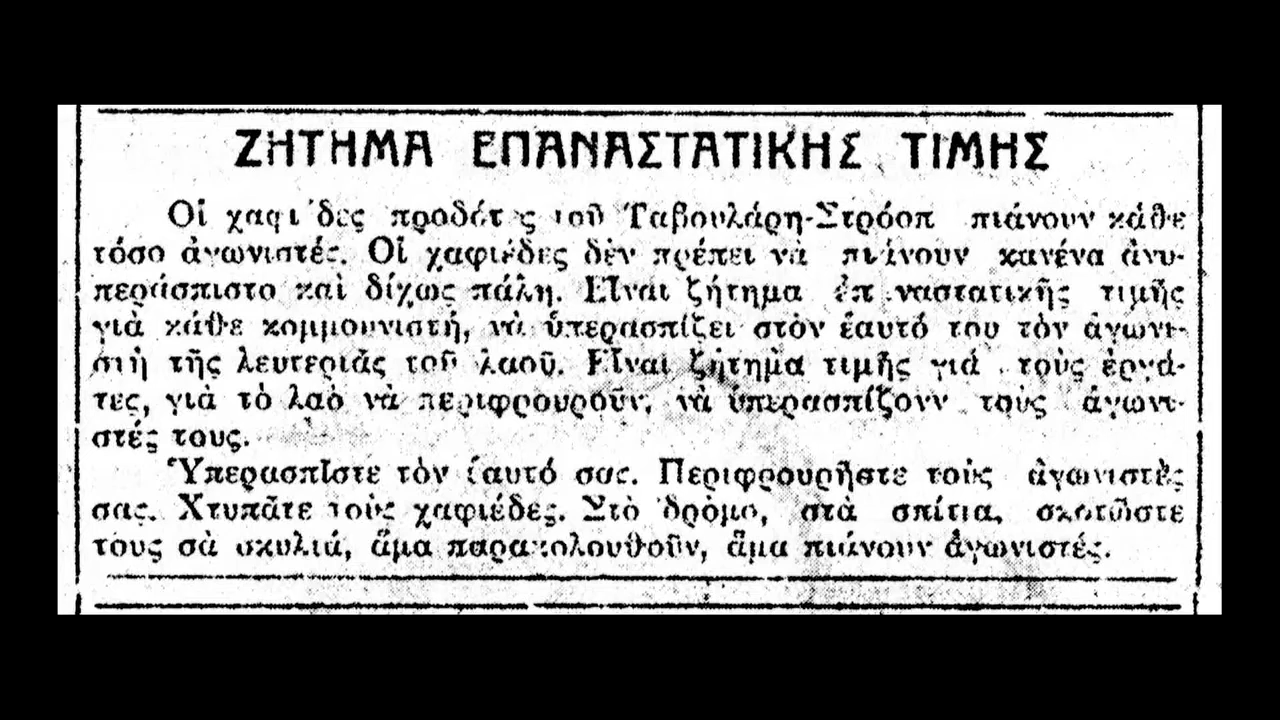 ΖΗΤΗΜΑ ΕΠΑΝΑΣΤΑΤΙΚΗΣ ΤΙΜΗΣ
Οἱ χαφιέδες προδότες τοῦ Ταβουλάρη-Στρόοπ πιάνουν κάθε
τόσο ἀγωνιστές. Οἱ χαφιέδες δὲν πρέπει νὰ πιάνουν κανένα ἀνυ-
περάσπιστο καὶ δίχως πάλη. Εἶναι ζήτημα ἐπαναστατικῆς τιμῆς
γιὰ κάθε κομμουνιστή, νὰ ὑπερασπίζει στὸν ἑαυτό του τὸν ἀγωνι-
στὴ τῆς λευτεριᾶς τοῦ λαοῦ. Εἶναι ζήτημα τιμῆς γιὰ τοὺς ἐργά-
τες, γιὰ τὸ λαὸ νὰ περιφρουροῦν, νὰ ὑπερασπίζουν τοὺς ἀγωνι-
στές τους.
Ὑπερασπῖστε τὸν ἑαυτό σας. Περιφρουρῆστε τοὺς ἀγωνιστές
σας. Χτυπᾶτε τοὺς χαφιέδες. Στὸ δρόμο, στὰ σπίτια, σκοτῶστε
τους σὰ σκυλιά, ἅμα παρακολουθοῦν, ἅμα πιάνουν ἀγωνιστές.